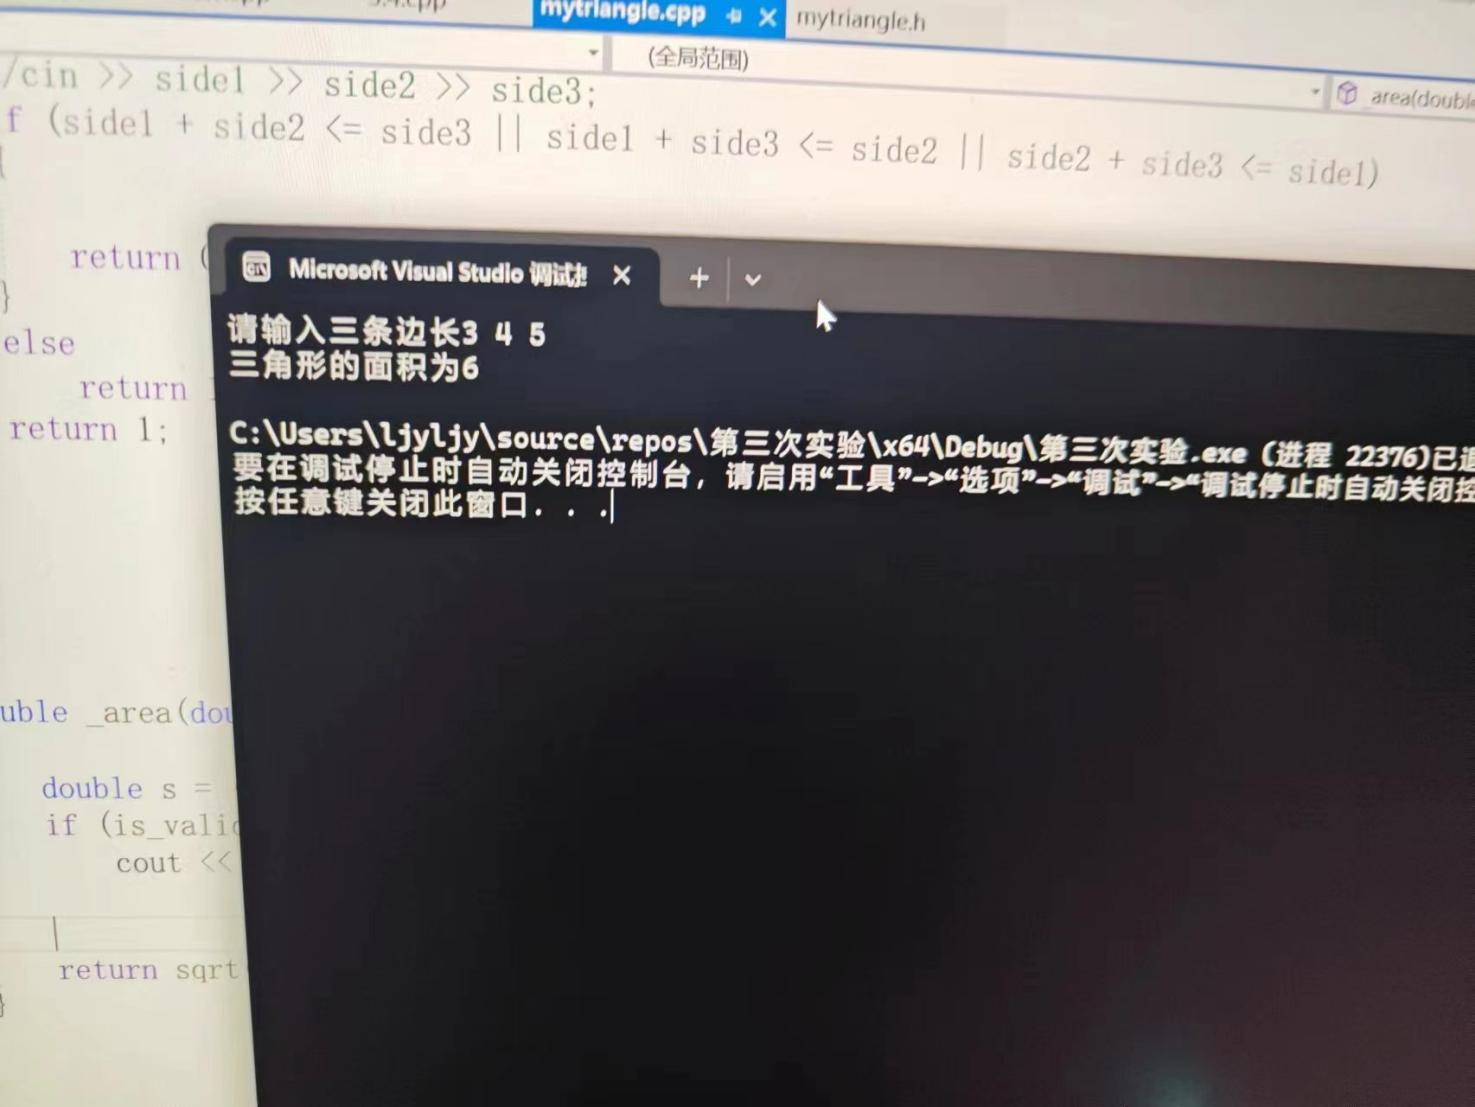 mytriangle.cpp
mytriangle.h
(全局范围)
area(double
/cin >> side1 >> side2 >> side3;
f (side1 + side2 <= side3 || side1 + side3 <= side2 || side2 + side3 <= side1)
{
return (
}
else
return
return 1;
Microsoft Visual Studio 调试
请输入三条边长3 4 5
三角形的面积为6
C:\Users\ljyljy\source\repos\第三次实验\x64\Debug\第三次实验.exe (进程 22376)已
要在调试停止时自动关闭控制台，请启用“工具”->“选项”->“调试”->“调试停止时自动关闭控
按任意键关闭此窗口. . .
uble _area(dou
double s =
if (is_valid
cout <<
return sqrt
}